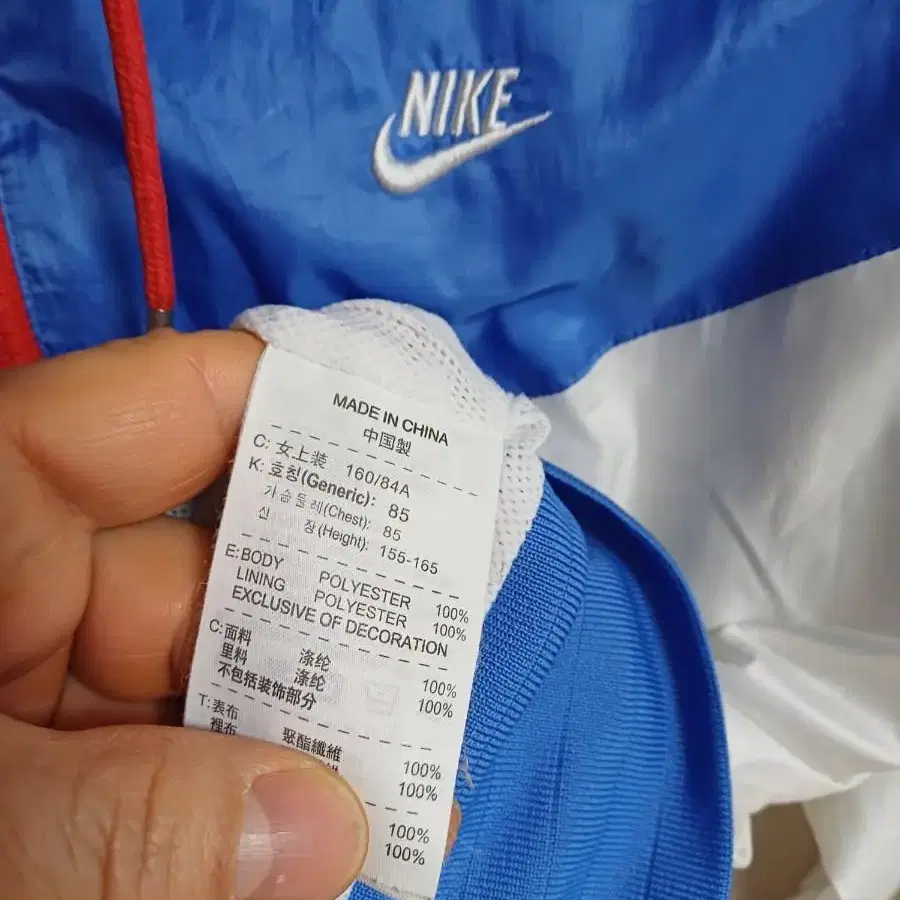 NIKE
MADE IN CHINA
中国製
C: 女上装 160/84A
K: 호칭(Generic): 85
가슴둘레(Chest): 85
신 장(Height): 155-165
E:BODY POLYESTER 100%
LINING POLYESTER 100%
EXCLUSIVE OF DECORATION
C:面料 涤纶 100%
里料 涤纶 100%
不包括装饰部分
T:表布 聚酯纖維 100%
裡布 100%
100%
100%